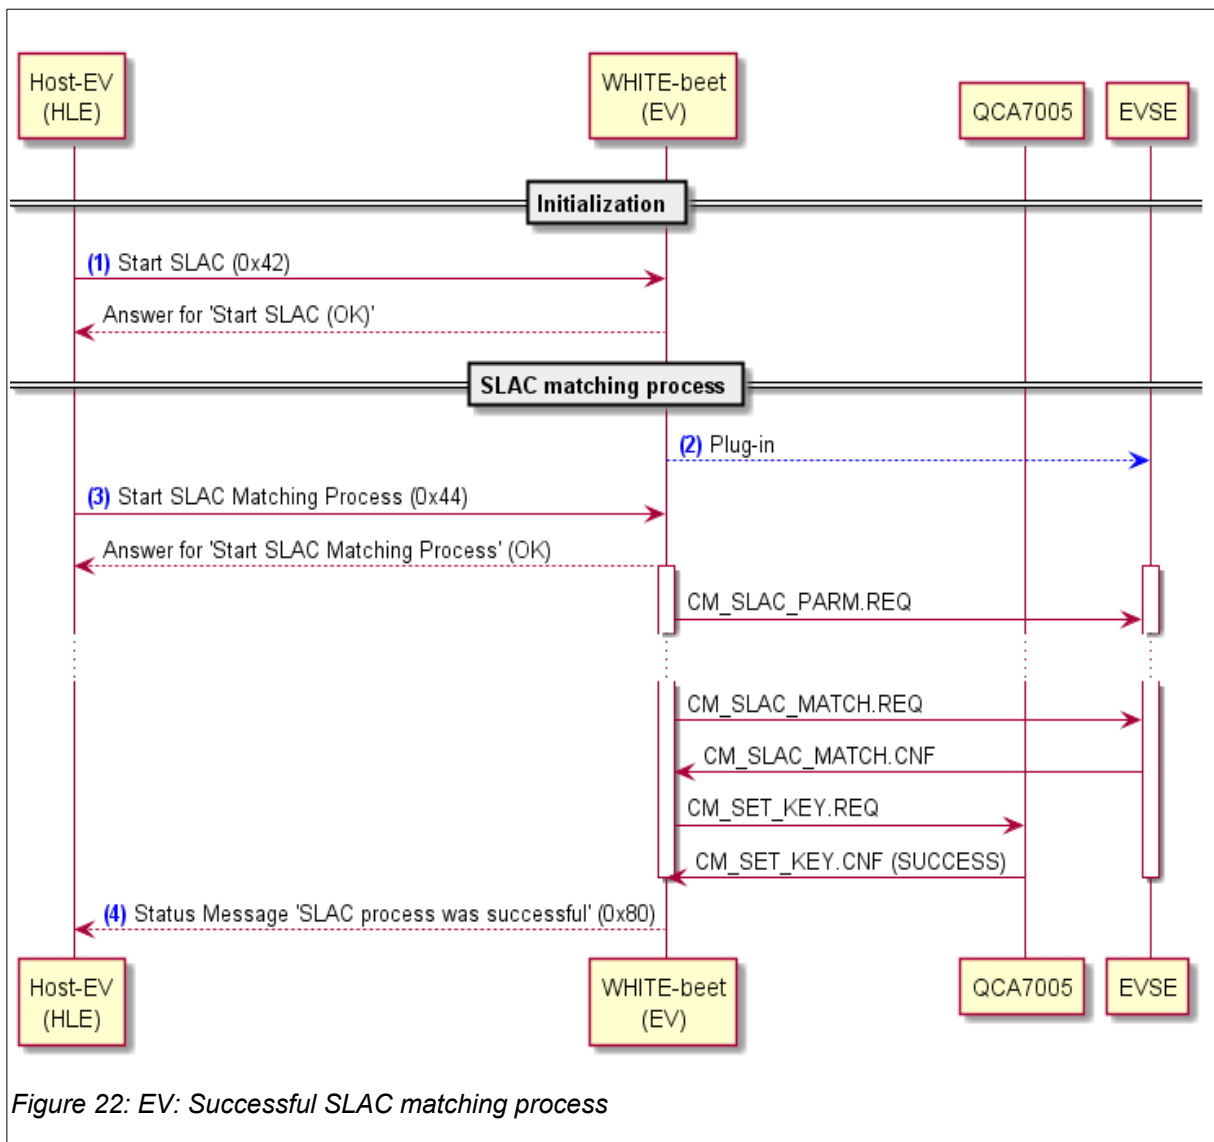 Host-EV
(HLE)
WHITE-beet
(EV)
QCA7005
EVSE
Initialization
(1) Start SLAC (0x42)
Answer for 'Start SLAC (OK)'
SLAC matching process
(2) Plug-in
(3) Start SLAC Matching Process (0x44)
Answer for 'Start SLAC Matching Process' (OK)
CM_SLAC_PARM.REQ
CM_SLAC_MATCH.REQ
CM_SLAC_MATCH.CNF
CM_SET_KEY.REQ
CM_SET_KEY.CNF (SUCCESS)
(4) Status Message 'SLAC process was successful' (0x80)
Host-EV
(HLE)
WHITE-beet
(EV)
QCA7005
EVSE
Figure 22: EV: Successful SLAC matching process